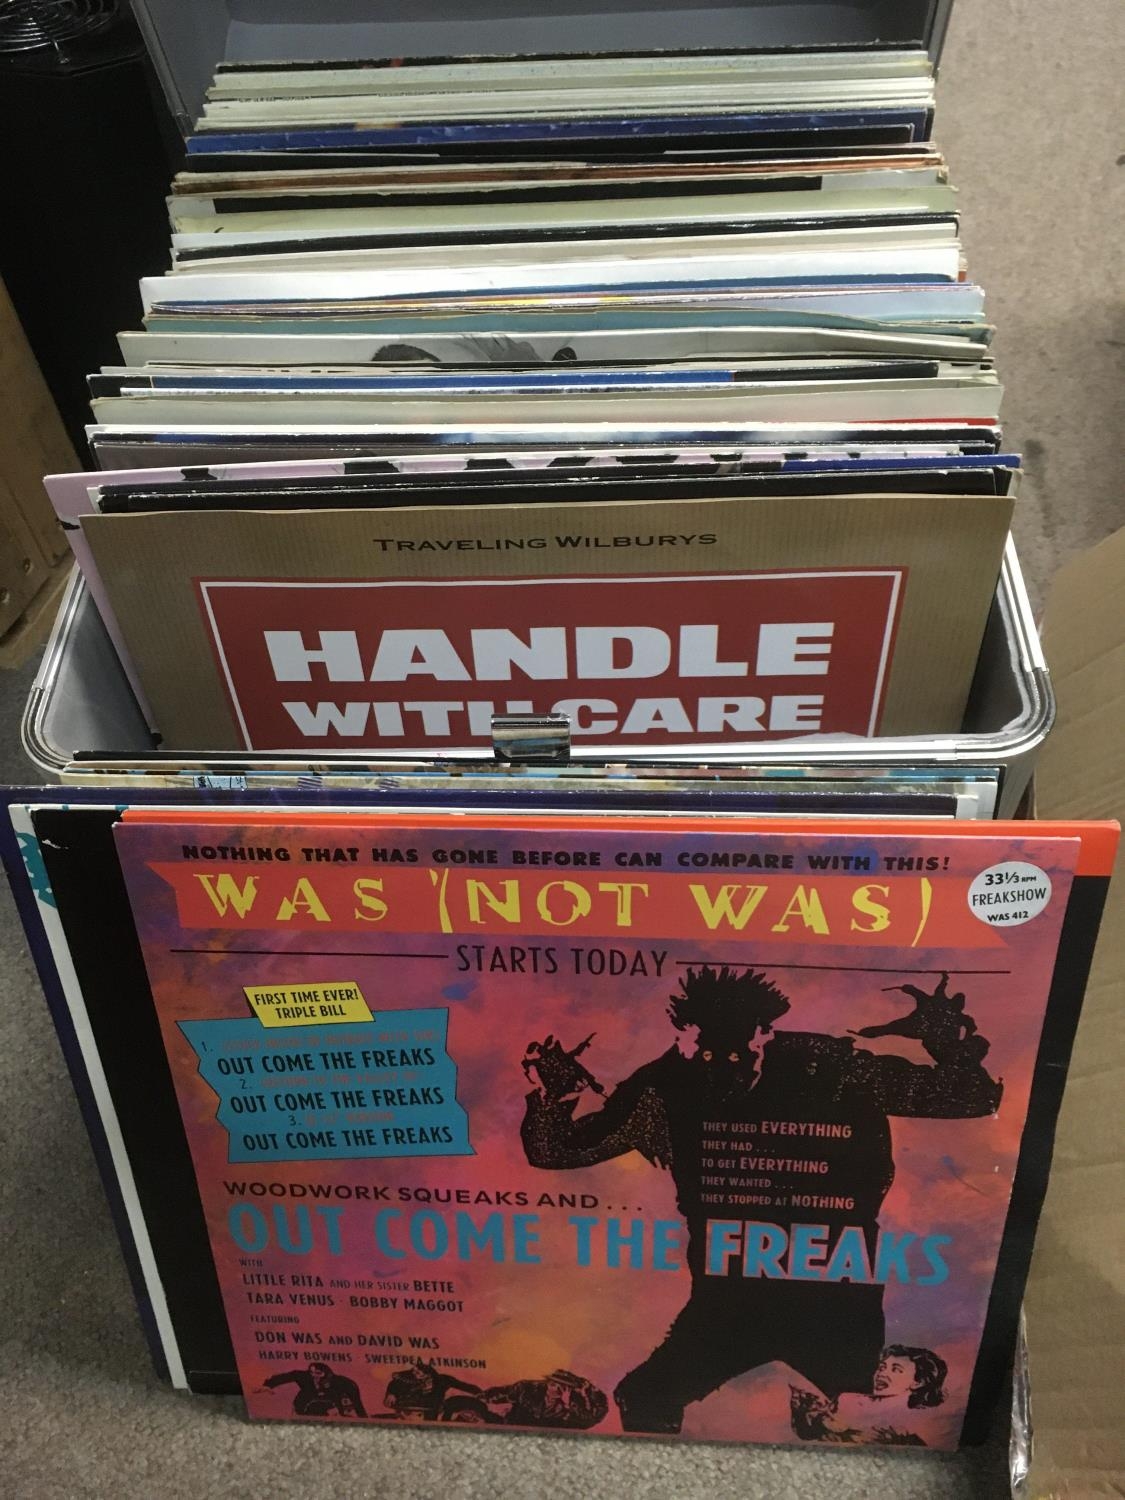 TRAVELING WILBURYS
HANDLE
WITH CARE
NOTHING THAT HAS GONE BEFORE CAN COMPARE WITH THIS!
WAS (NOT WAS)
33⅓ RPM
FREAKSHOW
WAS 412
STARTS TODAY
FIRST TIME EVER!
TRIPLE BILL
1.
OUT COME THE FREAKS
2.
OUT COME THE FREAKS
3.
OUT COME THE FREAKS
THEY USED EVERYTHING
THEY HAD...
TO GET EVERYTHING
THEY WANTED...
THEY STOPPED AT NOTHING
WOODWORK SQUEAKS AND...
OUT COME THE FREAKS
WITH
LITTLE RITA AND HER SISTER BETTE
TARA VENUS · BOBBY MAGGOT
FEATURING
DON WAS AND DAVID WAS
HARRY BOWENS · SWEETPEA ATKINSON